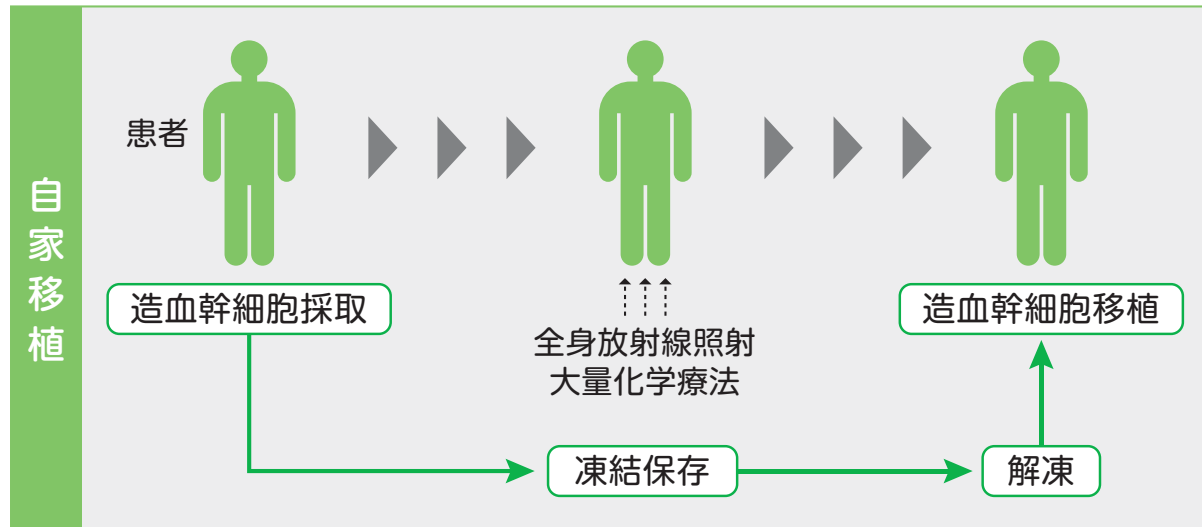 自家移植
患者
造血幹細胞採取
全身放射線照射
大量化学療法
造血幹細胞移植
凍結保存
解凍